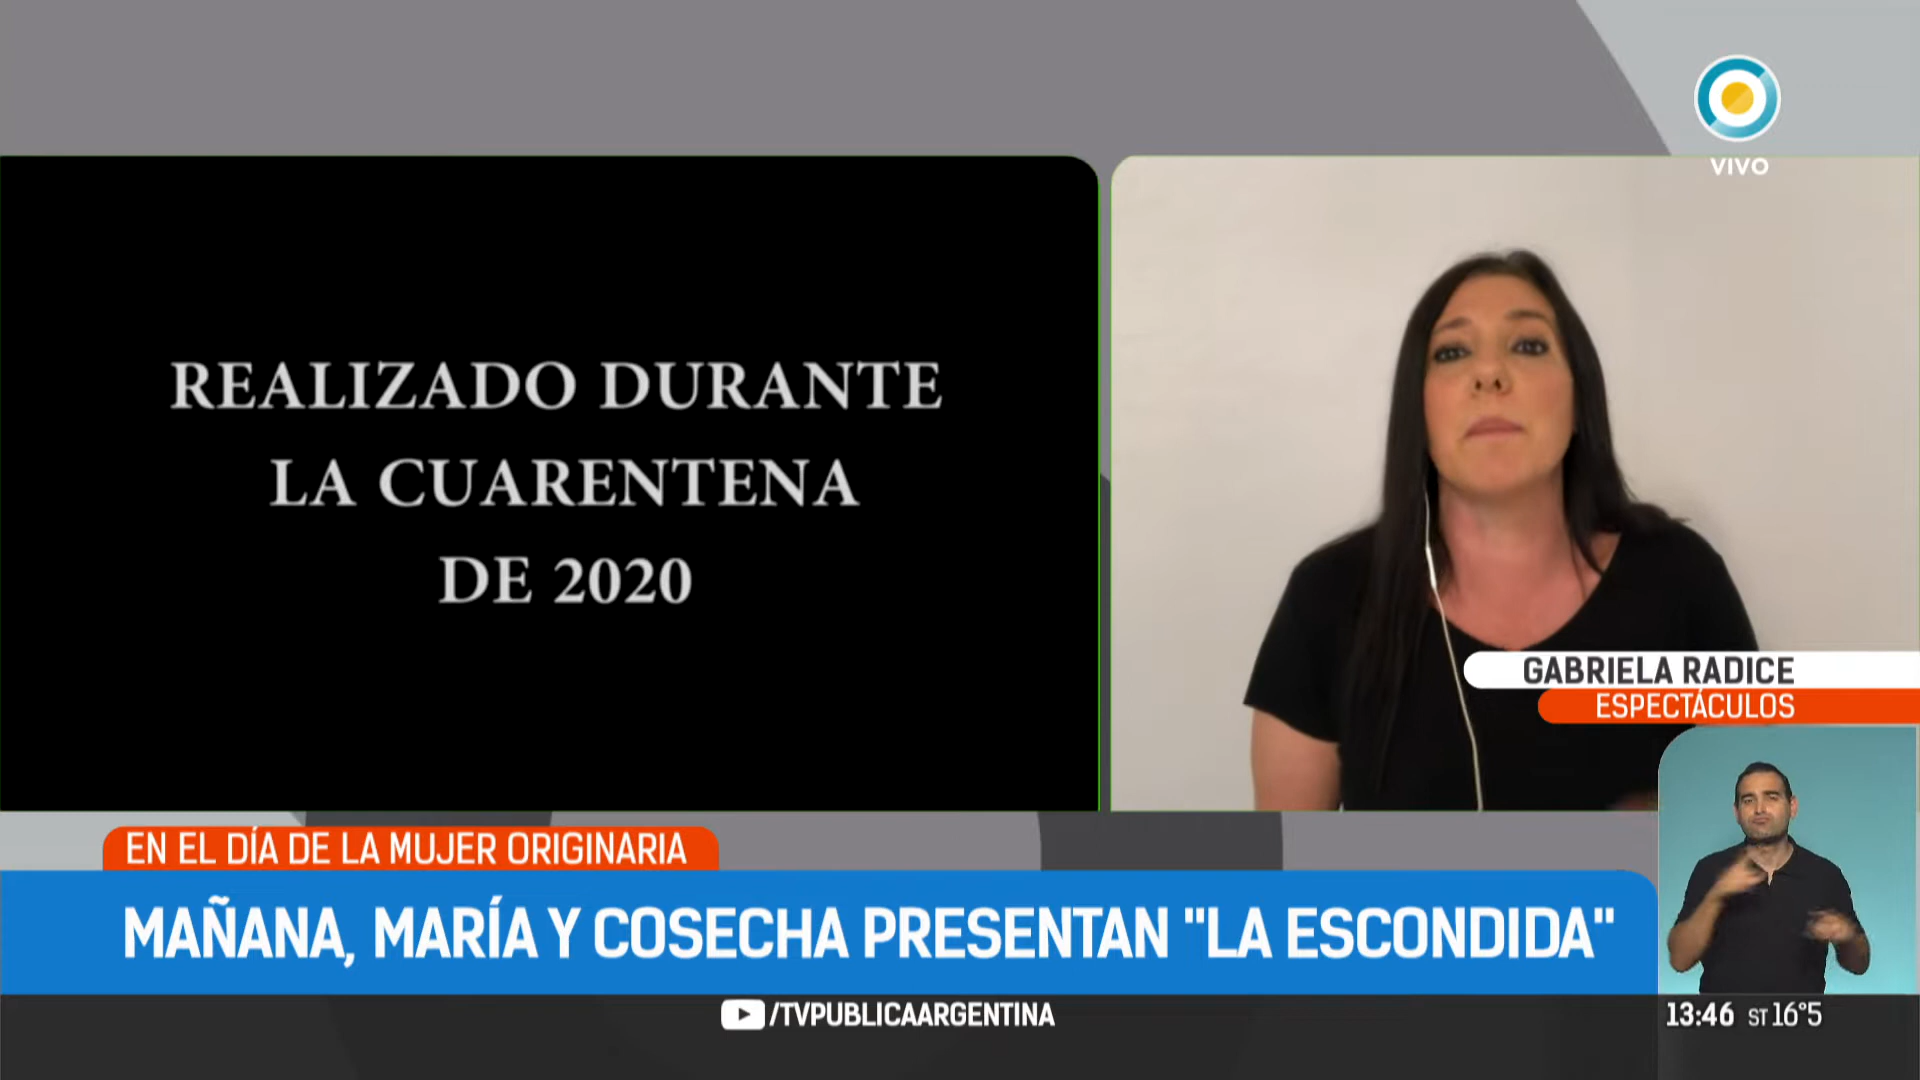 VIVO
REALIZADO DURANTE
LA CUARENTENA
DE 2020
GABRIELA RADICE
ESPECTÁCULOS
EN EL DÍA DE LA MUJER ORIGINARIA
MAÑANA, MARÍA Y COSECHA PRESENTAN "LA ESCONDIDA"
/TVPUBLICAARGENTINA
13:46 ST 16°5